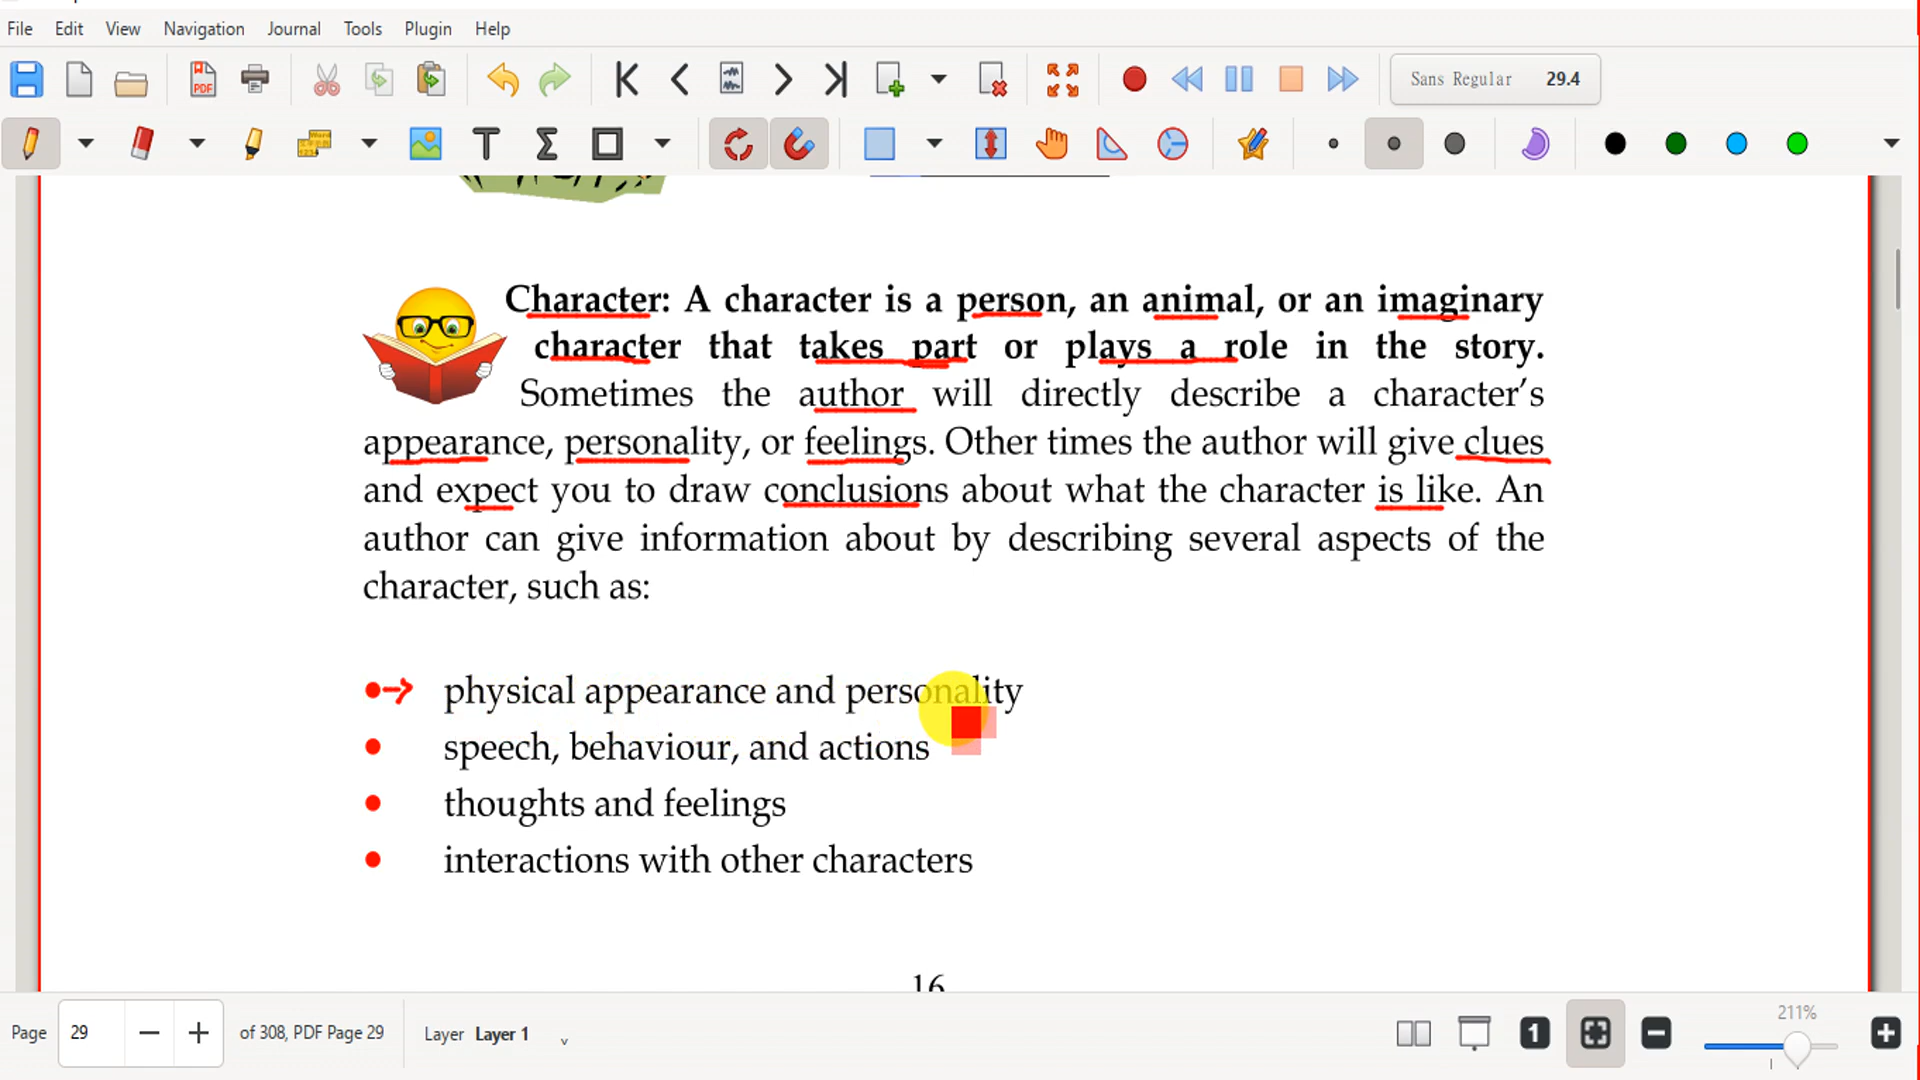 File Edit View Navigation Journal Tools Plugin Help
PDF T Σ Sans Regular 29.4
Character: A character is a person, an animal, or an imaginary
character that takes part or plays a role in the story.
Sometimes the author will directly describe a character's
appearance, personality, or feelings. Other times the author will give clues
and expect you to draw conclusions about what the character is like. An
author can give information about by describing several aspects of the
character, such as:
physical appearance and personality
speech, behaviour, and actions
thoughts and feelings
interactions with other characters
16
211%
Page 29 of 308, PDF Page 29 Layer Layer 1 1